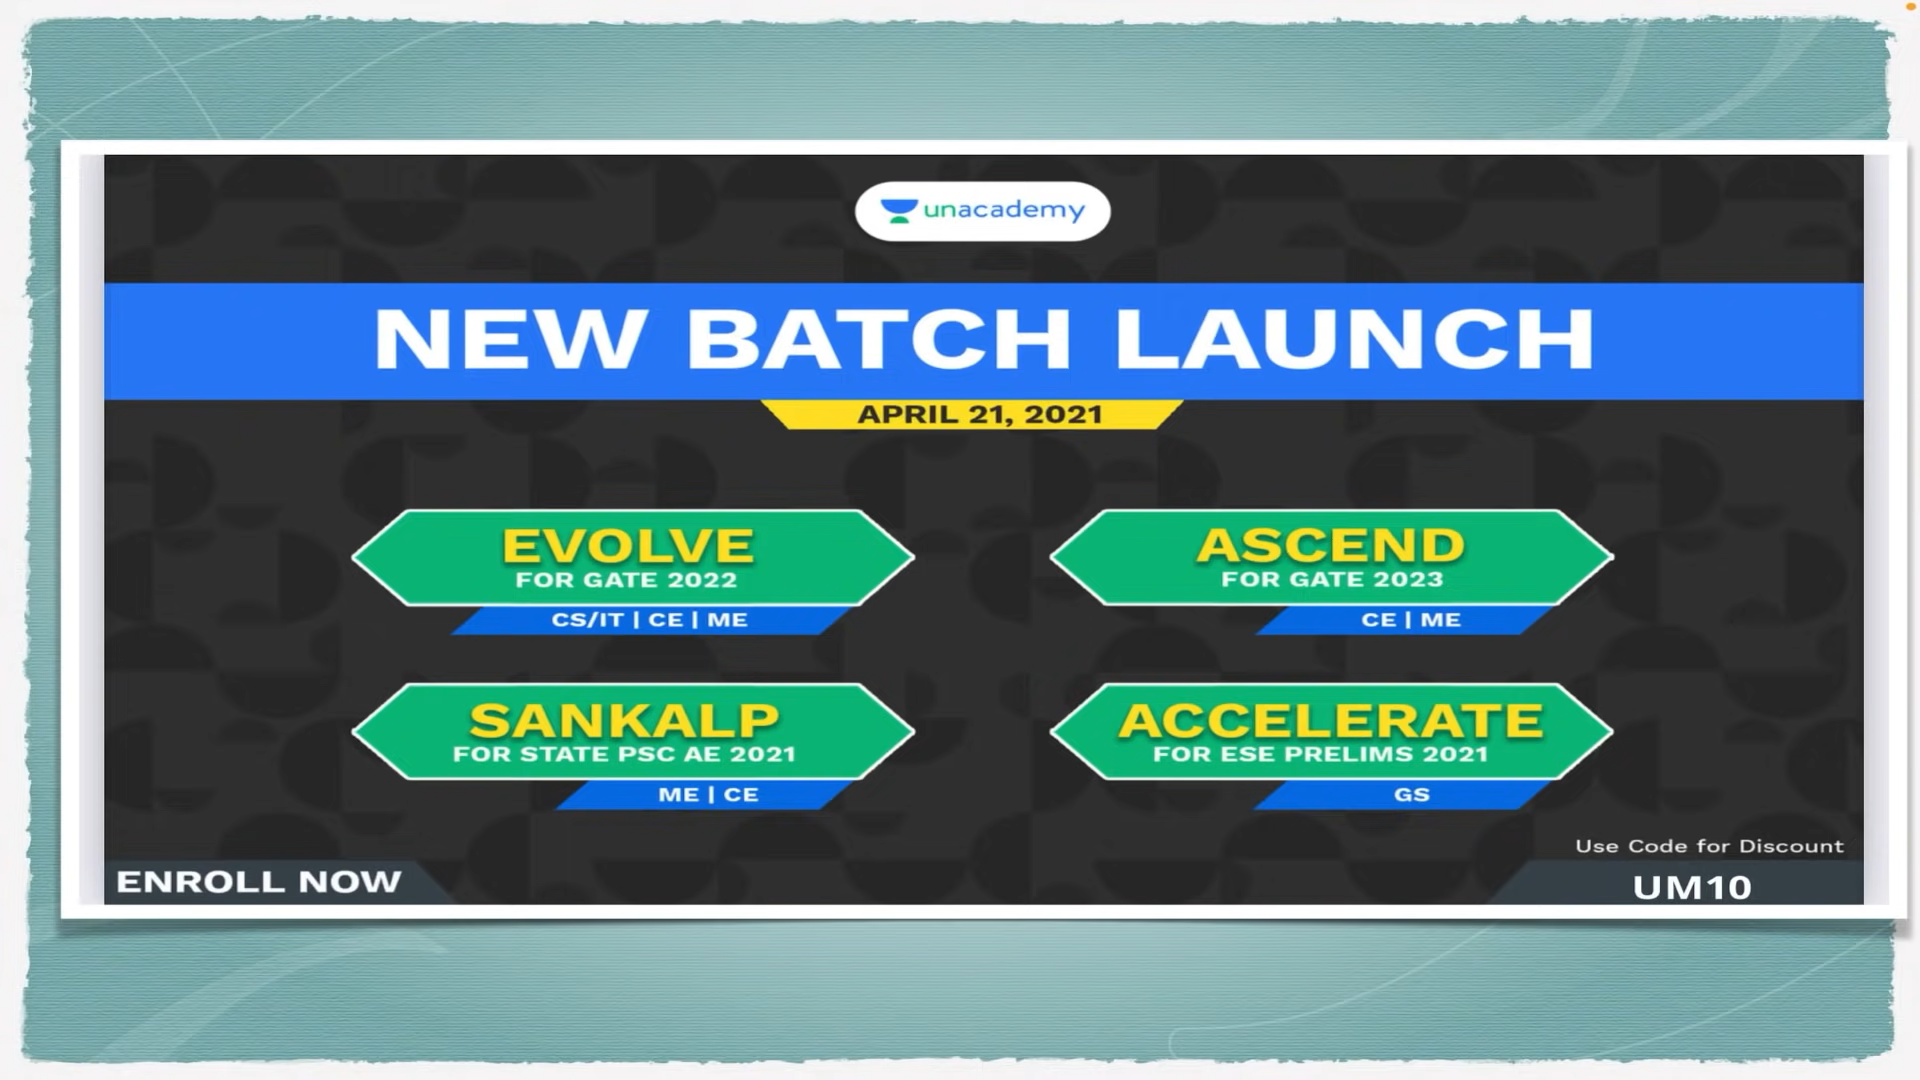 unacademy
NEW BATCH LAUNCH
APRIL 21, 2021
EVOLVE
FOR GATE 2022
CS/IT | CE | ME
ASCEND
FOR GATE 2023
CE | ME
SANKALP
FOR STATE PSC AE 2021
ME | CE
ACCELERATE
FOR ESE PRELIMS 2021
GS
ENROLL NOW
Use Code for Discount
UM10